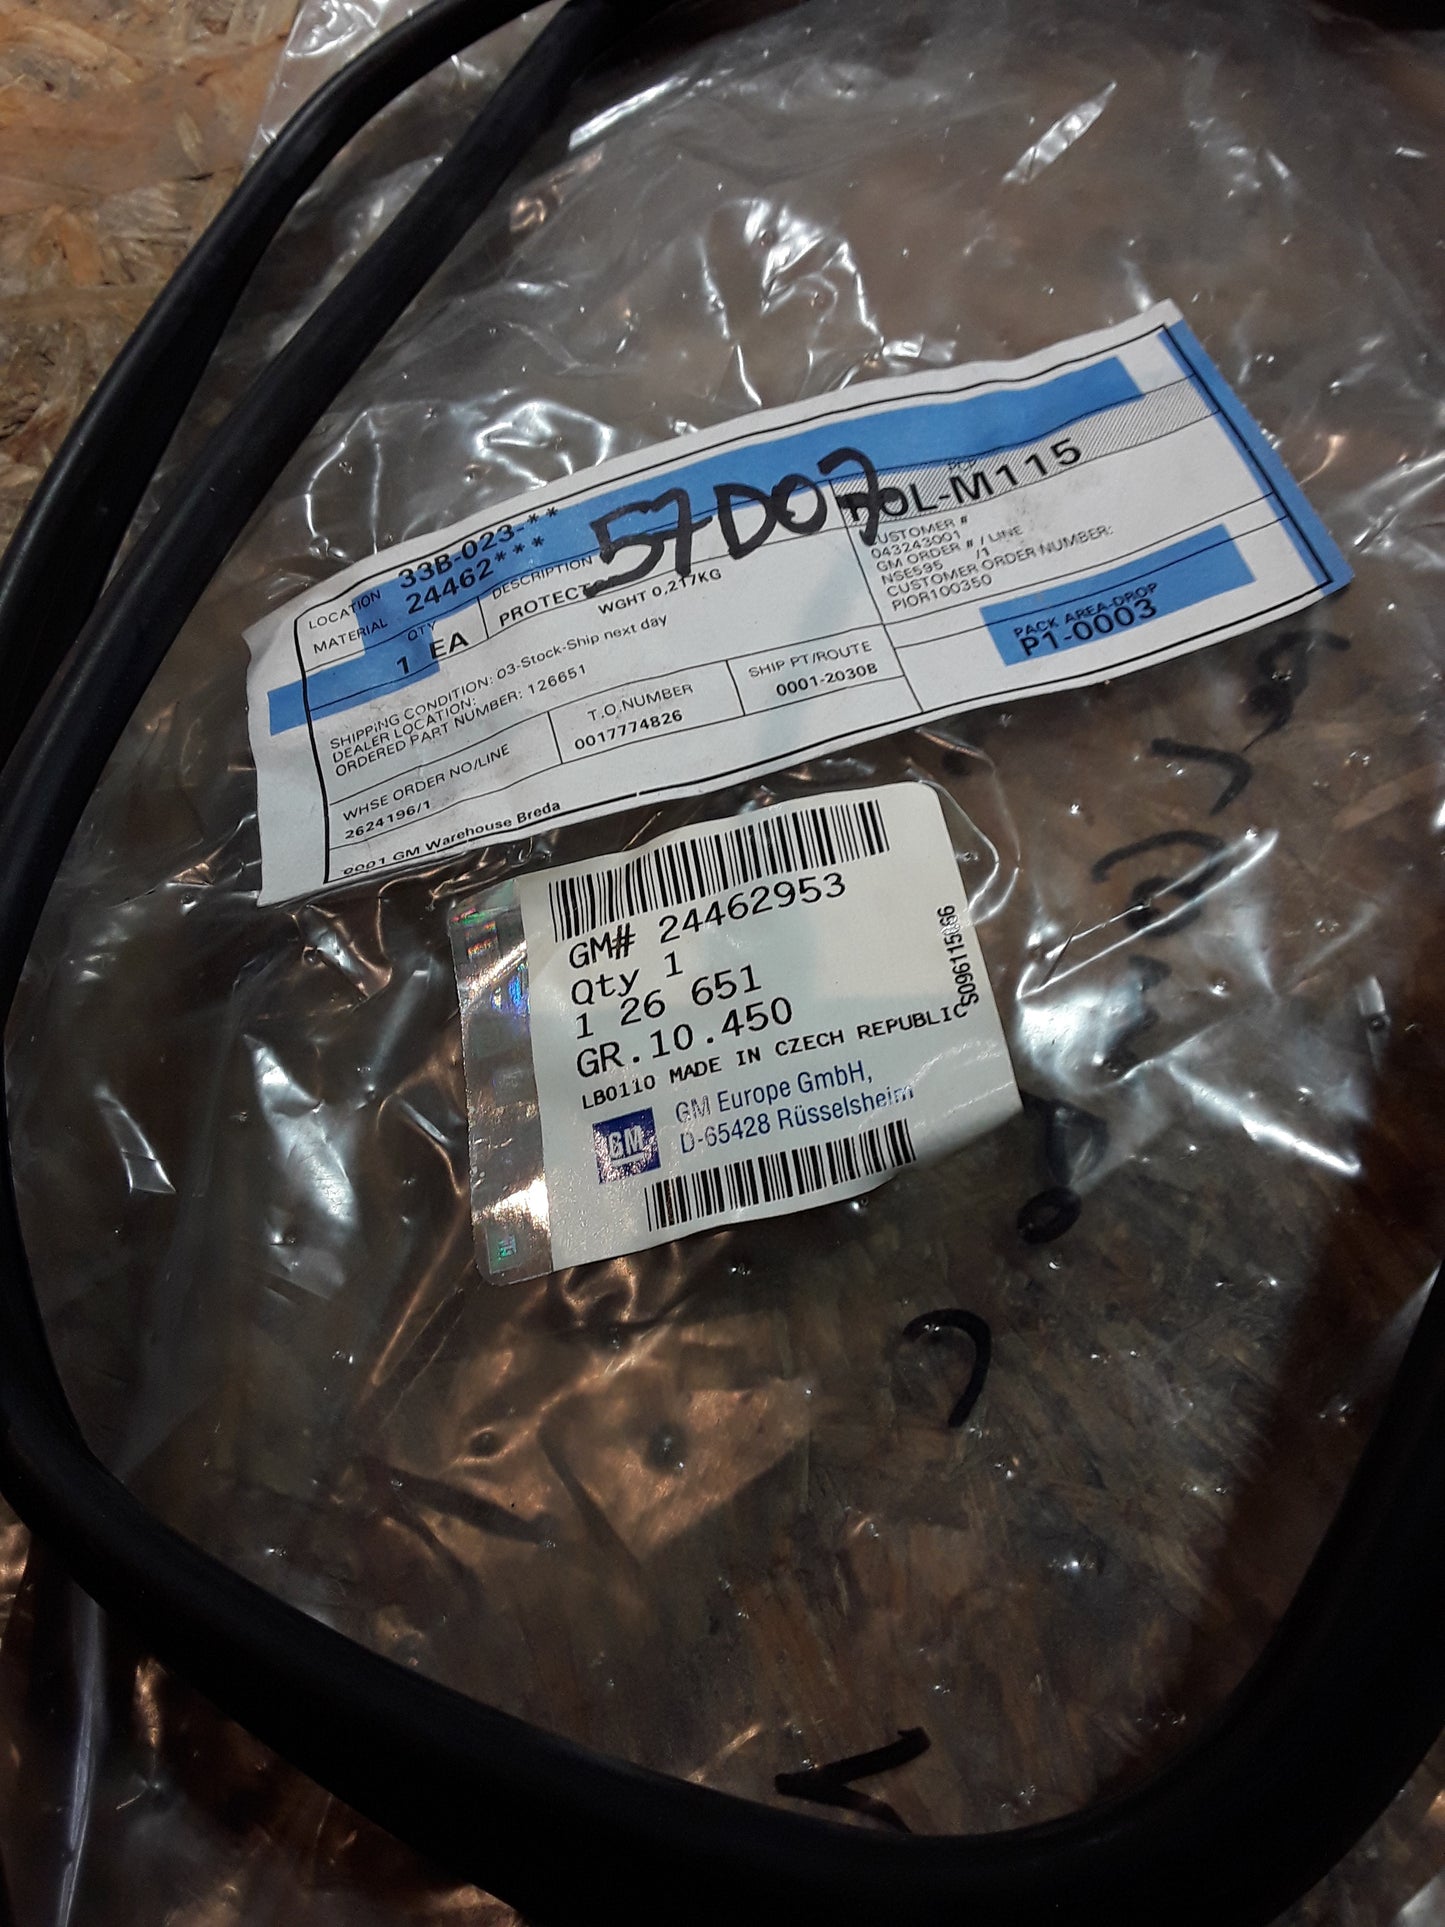 LOCATION 33B-023-**
MATERIAL 24462***
QTY
1 EA
DESCRIPTION
PROTECT
WGHT 0,217KG
57D07
OL-M115
CUSTOMER #
043243001
GM ORDER # / LINE
NSE595 /1
CUSTOMER ORDER NUMBER:
PIOR100350
PACK AREA-DROP
P1-0003
SHIPPING CONDITION: 03-Stock-Ship next day
DEALER LOCATION:
ORDERED PART NUMBER: 126651
WHSE ORDER NO/LINE
2624196/1
T.O.NUMBER
0017774826
SHIP PT/ROUTE
0001-2030B
0001 GM Warehouse Breda
GM# 24462953
Qty 1
1 26 651
GR.10.450
LB0110 MADE IN CZECH REPUBLIC
GM
GM Europe GmbH,
D-65428 Rüsselsheim